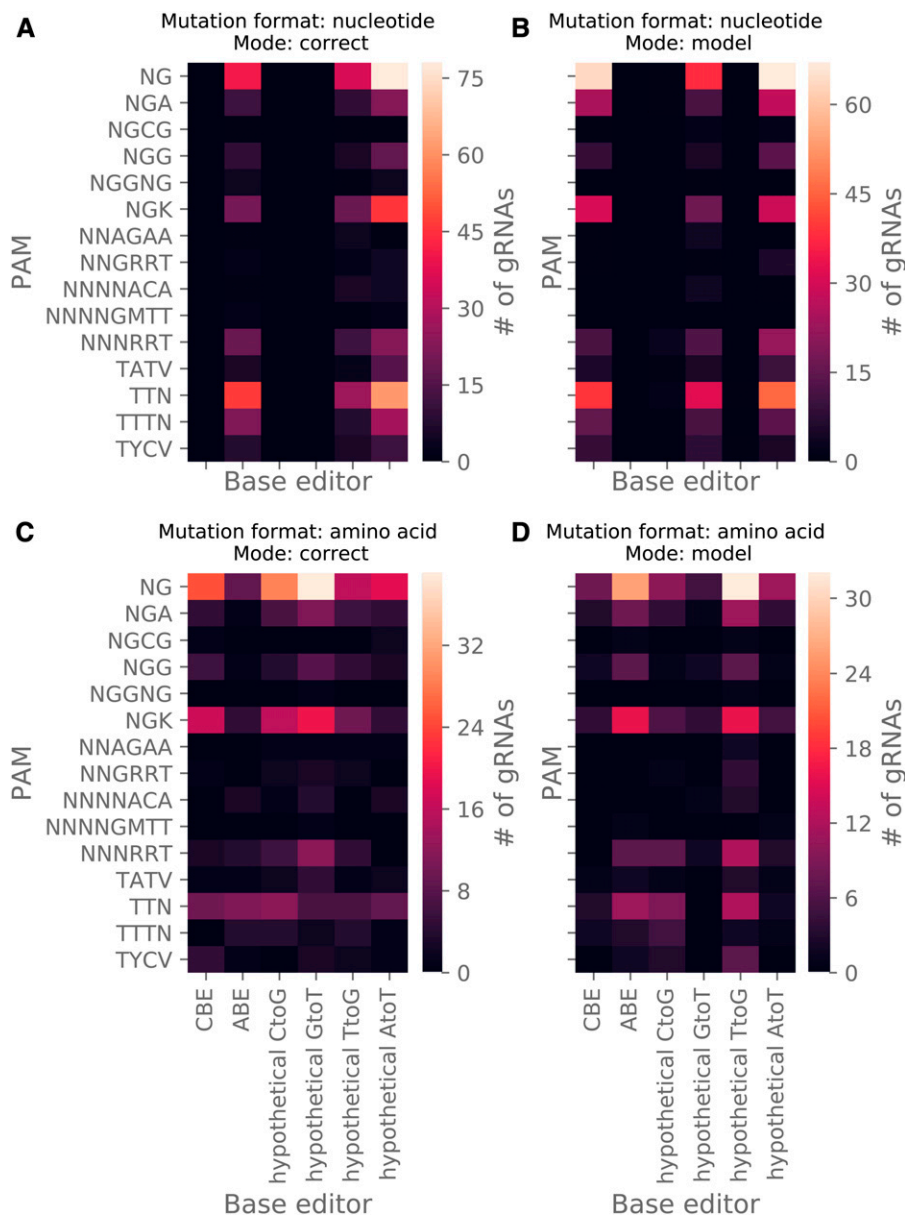 A
Mutation format: nucleotide
Mode: correct
NG
NGA
NGCG
NGG
NGGNG
NGK
NNAGAA
NNGRRT
NNNNACA
NNNNGMTT
NNNRRT
TATV
TTN
TTTN
TYCV
PAM
Base editor
75
60
45
30
15
0
# of gRNAs
B
Mutation format: nucleotide
Mode: model
PAM
Base editor
60
45
30
15
0
# of gRNAs
C
Mutation format: amino acid
Mode: correct
NG
NGA
NGCG
NGG
NGGNG
NGK
NNAGAA
NNGRRT
NNNNACA
NNNNGMTT
NNNRRT
TATV
TTN
TTTN
TYCV
PAM
CBE
ABE
hypothetical CtoG
hypothetical GtoT
hypothetical TtoG
hypothetical AtoT
Base editor
32
24
16
8
0
# of gRNAs
D
Mutation format: amino acid
Mode: model
PAM
CBE
ABE
hypothetical CtoG
hypothetical GtoT
hypothetical TtoG
hypothetical AtoT
Base editor
30
24
18
12
6
0
# of gRNAs